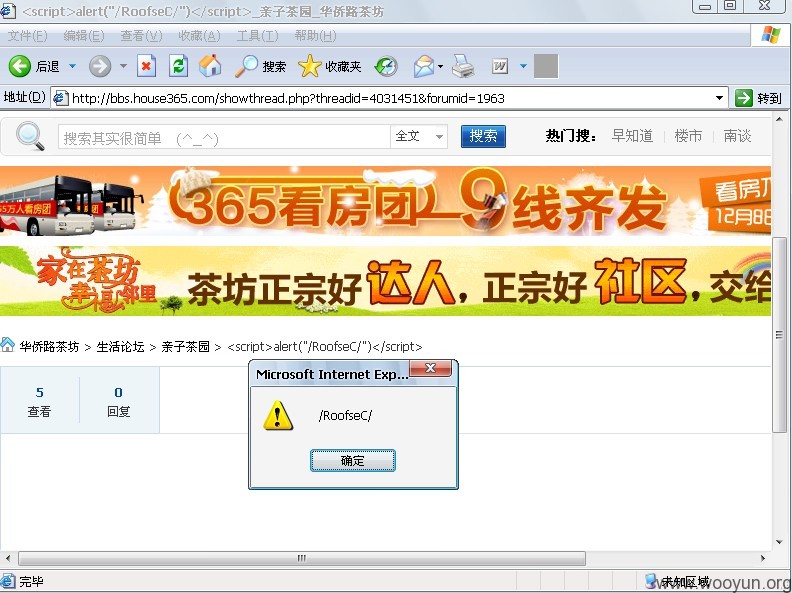 <script>alert("/RoofseC/")</script>_亲子茶园_华侨路茶坊
文件(F) 编辑(E) 查看(V) 收藏(A) 工具(T) 帮助(H)
后退 搜索 收藏夹
地址(D) http://bbs.house365.com/showthread.php?threadid=4031451&forumid=1963 转到
搜索其实很简单 (^_^) 全文 搜索 热门搜: 早知道 | 楼市 | 南谈
65万人看房团 365看房团 9线齐发 看房 12月8日
家在茶坊 幸福邻里 茶坊正宗好达人,正宗好社区,交给
华侨路茶坊 > 生活论坛 > 亲子茶园 > <script>alert("/RoofseC/")</script>
5 0
查看 回复
Microsoft Internet Exp...
/RoofseC/
确定
完毕 未知区域
www.wooyun.org